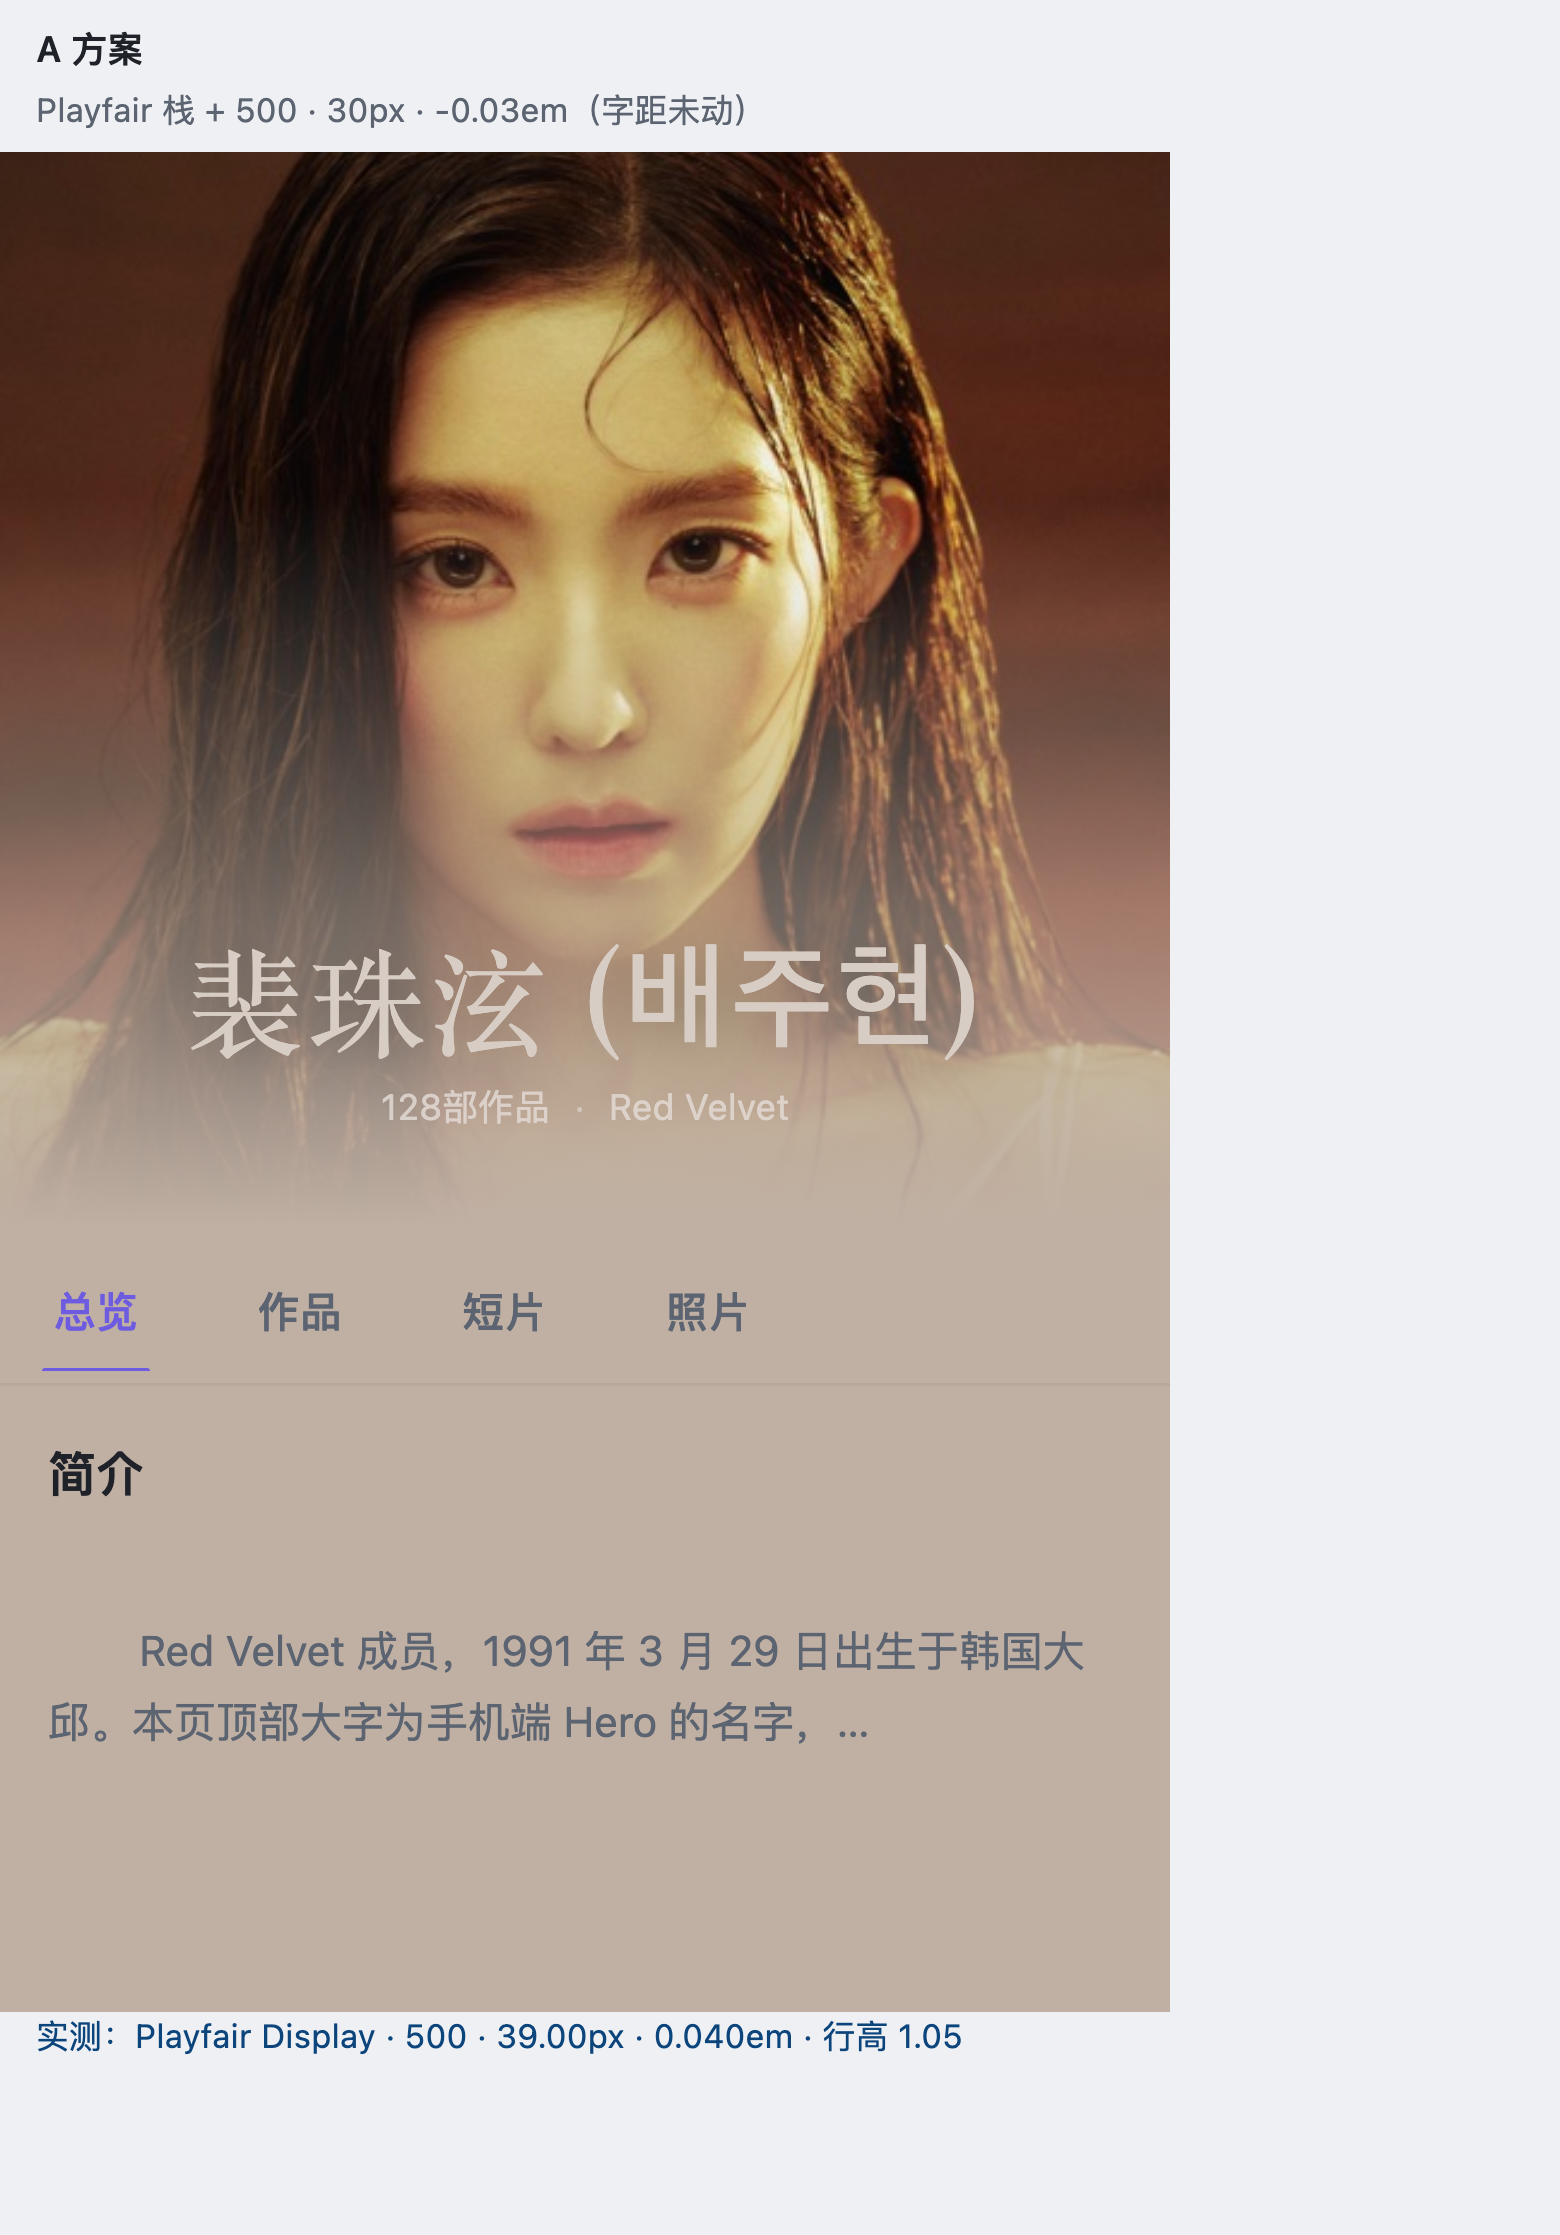 A 方案
Playfair 栈 + 500 · 30px · -0.03em（字距未动）
裴珠泫 (배주현)
128部作品 · Red Velvet
总览 作品 短片 照片
简介
Red Velvet 成员，1991 年 3 月 29 日出生于韩国大
邱。本页顶部大字为手机端 Hero 的名字，...
实测：Playfair Display · 500 · 39.00px · 0.040em · 行高 1.05